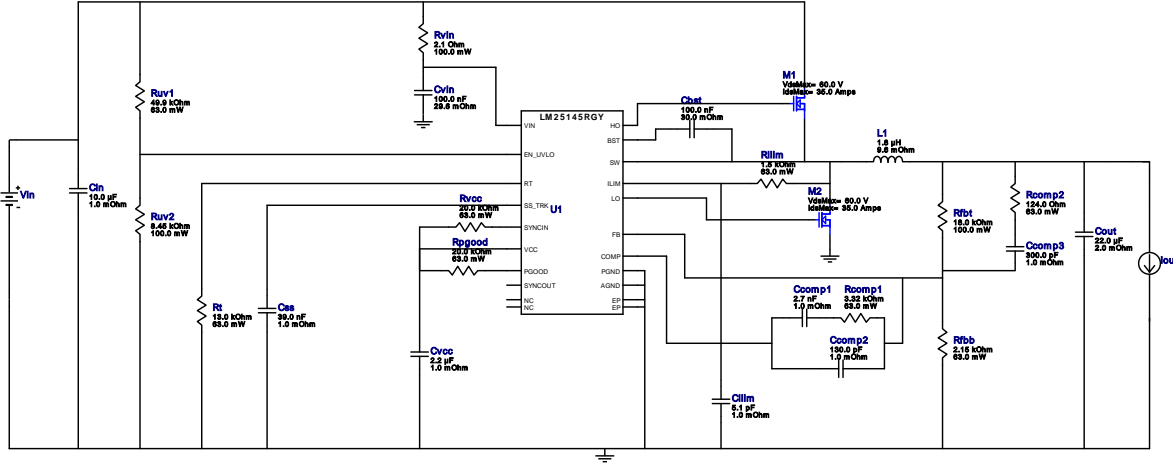 Rvin
2.1 Ohm
100.0 mW
Ruv1
49.9 kOhm
63.0 mW
Cvin
100.0 nF
29.6 mOhm
M1
VdsMax= 60.0 V
IdsMax= 35.0 Amps
Cbst
100.0 nF
30.0 mOhm
LM25145RGY
VIN
EN_UVLO
RT
SS_TRK
SYNCIN
VCC
PGOOD
SYNCOUT
NC
NC
U1
HO
BST
SW
ILIM
LO
FB
COMP
PGND
AGND
EP
EP
L1
1.8 µH
9.6 mOhm
Rilim
1.5 kOhm
63.0 mW
M2
VdsMax= 60.0 V
IdsMax= 35.0 Amps
Vin
Cin
10.0 µF
1.0 mOhm
Ruv2
8.45 kOhm
100.0 mW
Rvcc
20.0 kOhm
63.0 mW
Rpgood
20.0 kOhm
63.0 mW
Rfbt
18.0 kOhm
100.0 mW
Rcomp2
124.0 Ohm
63.0 mW
Ccomp3
300.0 pF
1.0 mOhm
Cout
22.0 µF
2.0 mOhm
Iou
Rt
13.0 kOhm
63.0 mW
Css
39.0 nF
1.0 mOhm
Ccomp1
2.7 nF
1.0 mOhm
Rcomp1
3.32 kOhm
63.0 mW
Ccomp2
130.0 pF
1.0 mOhm
Rfbb
2.15 kOhm
63.0 mW
Cvcc
2.2 µF
1.0 mOhm
Cilim
5.1 pF
1.0 mOhm